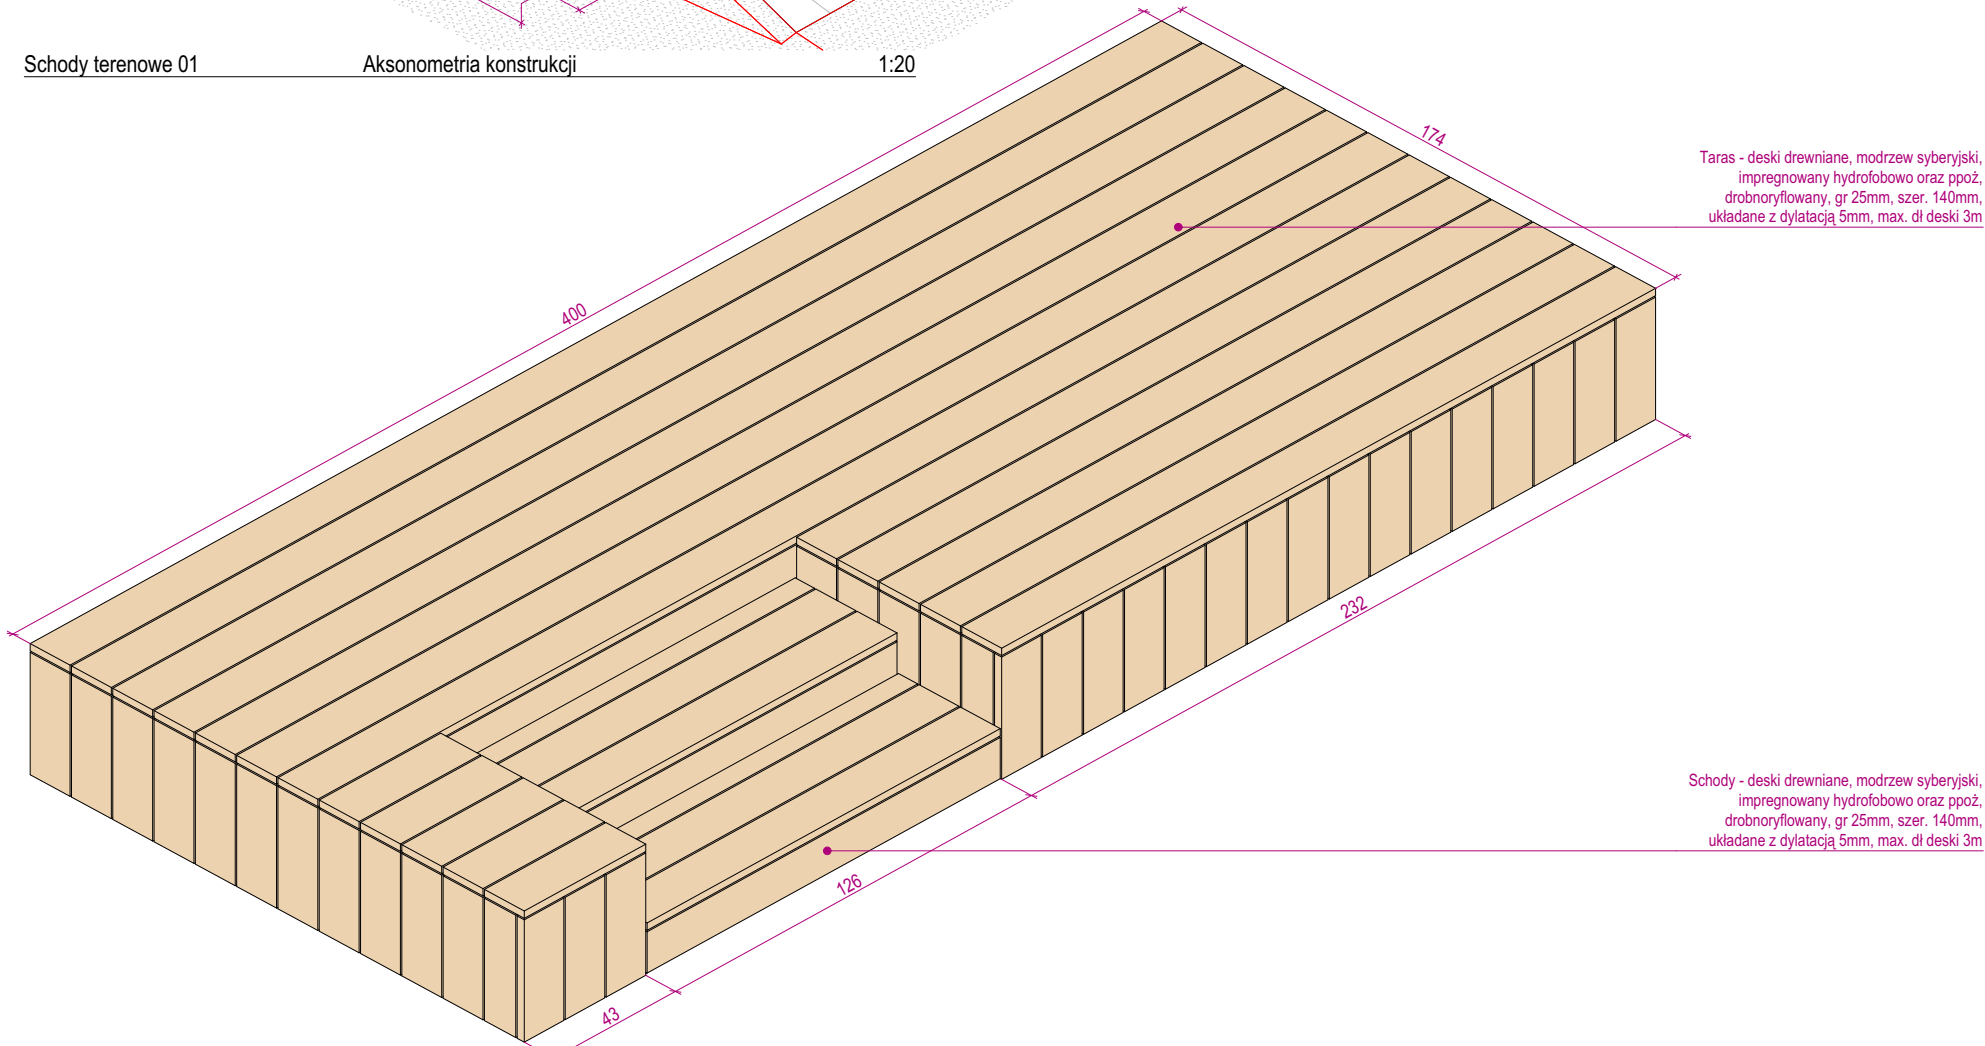 Schody terenowe 01 Aksonometria konstrukcji 1:20
174
Taras - deski drewniane, modrzew syberyjski,
impregnowany hydrofobowo oraz ppoż,
drobnoryflowany, gr 25mm, szer. 140mm,
układane z dylatacją 5mm, max. dł deski 3m
400
232
Schody - deski drewniane, modrzew syberyjski,
impregnowany hydrofobowo oraz ppoż,
drobnoryflowany, gr 25mm, szer. 140mm,
układane z dylatacją 5mm, max. dł deski 3m
126
43